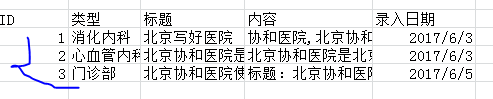 ID 类型 标题 内容 录入日期
1 消化内科 北京写好医院 协和医院,北京协和 2017/6/3
2 心血管内科 北京协和医院 北京协和医院是北 2017/6/3
3 门诊部 北京协和医院使 标题：北京协和医院 2017/6/5